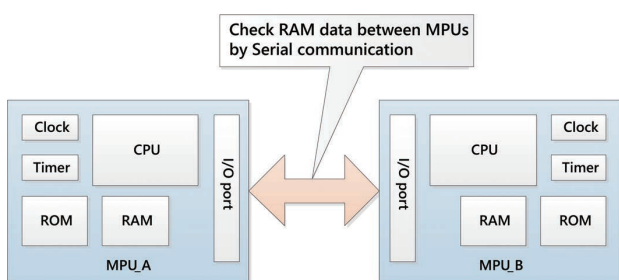 Check RAM data between MPUs
by Serial communication
Clock
CPU
Timer
I/O port
ROM
RAM
MPU_A
I/O port
CPU
Clock
Timer
RAM
ROM
MPU_B